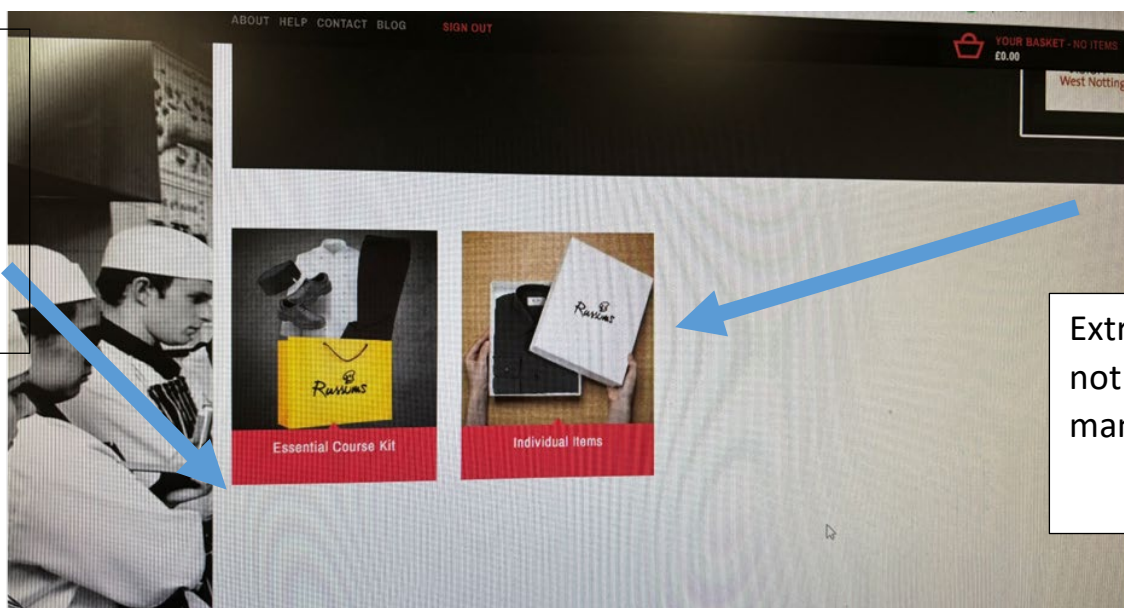 ABOUT HELP CONTACT BLOG SIGN OUT
YOUR BASKET - NO ITEMS
£0.00
West Notting
Russums
Russums
Essential Course Kit
Individual Items
Extr
not
man